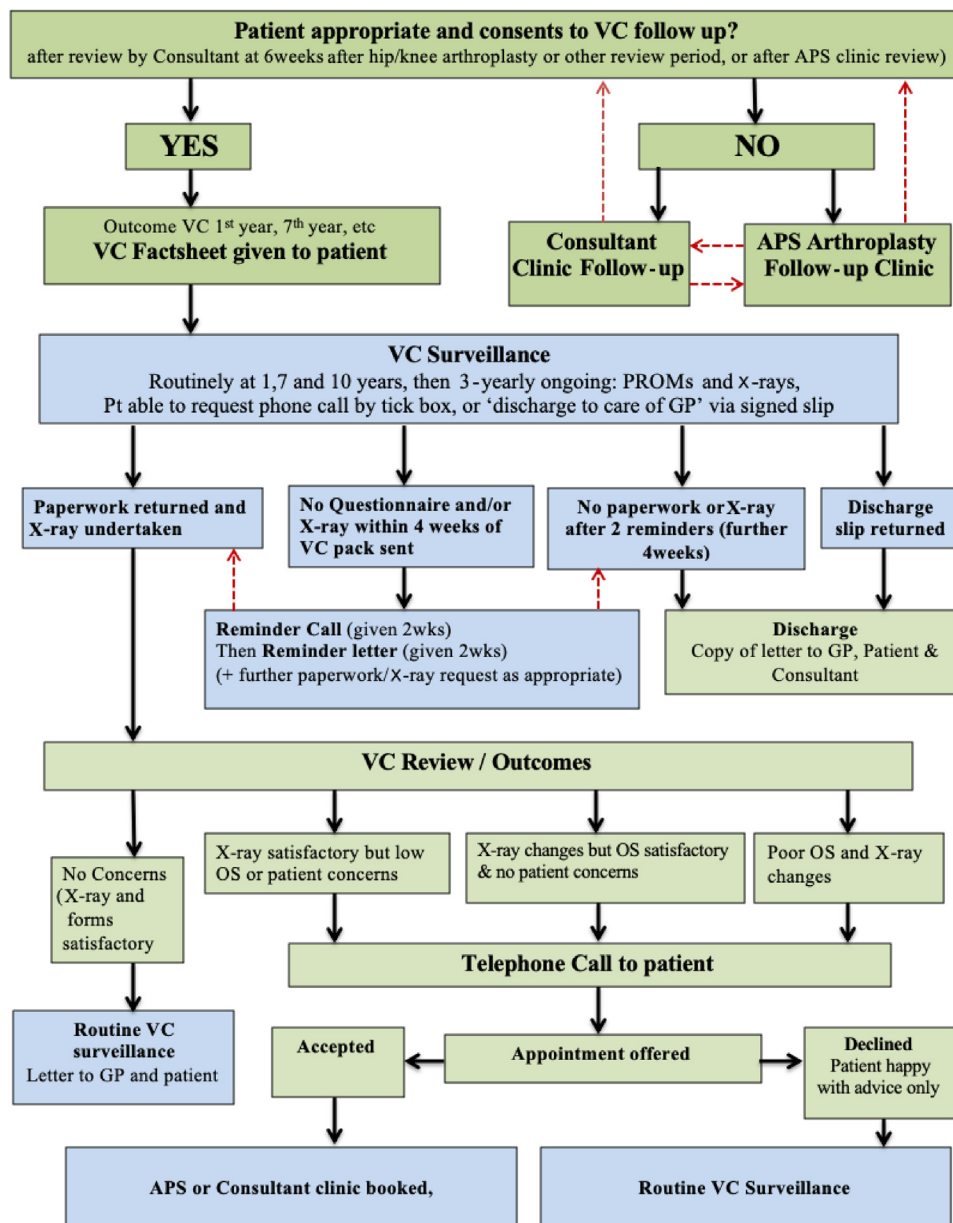 Patient appropriate and consents to VC follow up?
after review by Consultant at 6weeks after hip/knee arthroplasty or other review period, or after APS clinic review)
YES
NO
Outcome VC 1st year, 7th year, etc
VC Factsheet given to patient
Consultant
Clinic Follow-up
APS Arthroplasty
Follow-up Clinic
VC Surveillance
Routinely at 1,7 and 10 years, then 3-yearly ongoing: PROMs and x-rays,
Pt able to request phone call by tick box, or ‘discharge to care of GP’ via signed slip
Paperwork returned and
X-ray undertaken
No Questionnaire and/or
X-ray within 4 weeks of
VC pack sent
No paperwork or X-ray
after 2 reminders (further
4weeks)
Discharge
slip returned
Reminder Call (given 2wks)
Then Reminder letter (given 2wks)
(+ further paperwork/X-ray request as appropriate)
Discharge
Copy of letter to GP, Patient &
Consultant
VC Review / Outcomes
No Concerns
(X-ray and
forms
satisfactory
X-ray satisfactory but low
OS or patient concerns
X-ray changes but OS satisfactory
& no patient concerns
Poor OS and X-ray
changes
Telephone Call to patient
Routine VC
surveillance
Letter to GP and patient
Accepted
Appointment offered
Declined
Patient happy
with advice only
APS or Consultant clinic booked,
Routine VC Surveillance